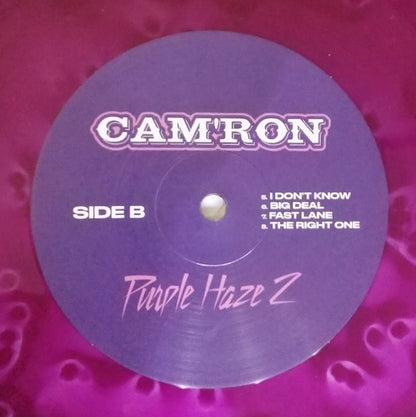 CAM'RON
SIDE B
5. I DON'T KNOW
6. BIG DEAL
7. FAST LANE
8. THE RIGHT ONE
Purple Haze 2